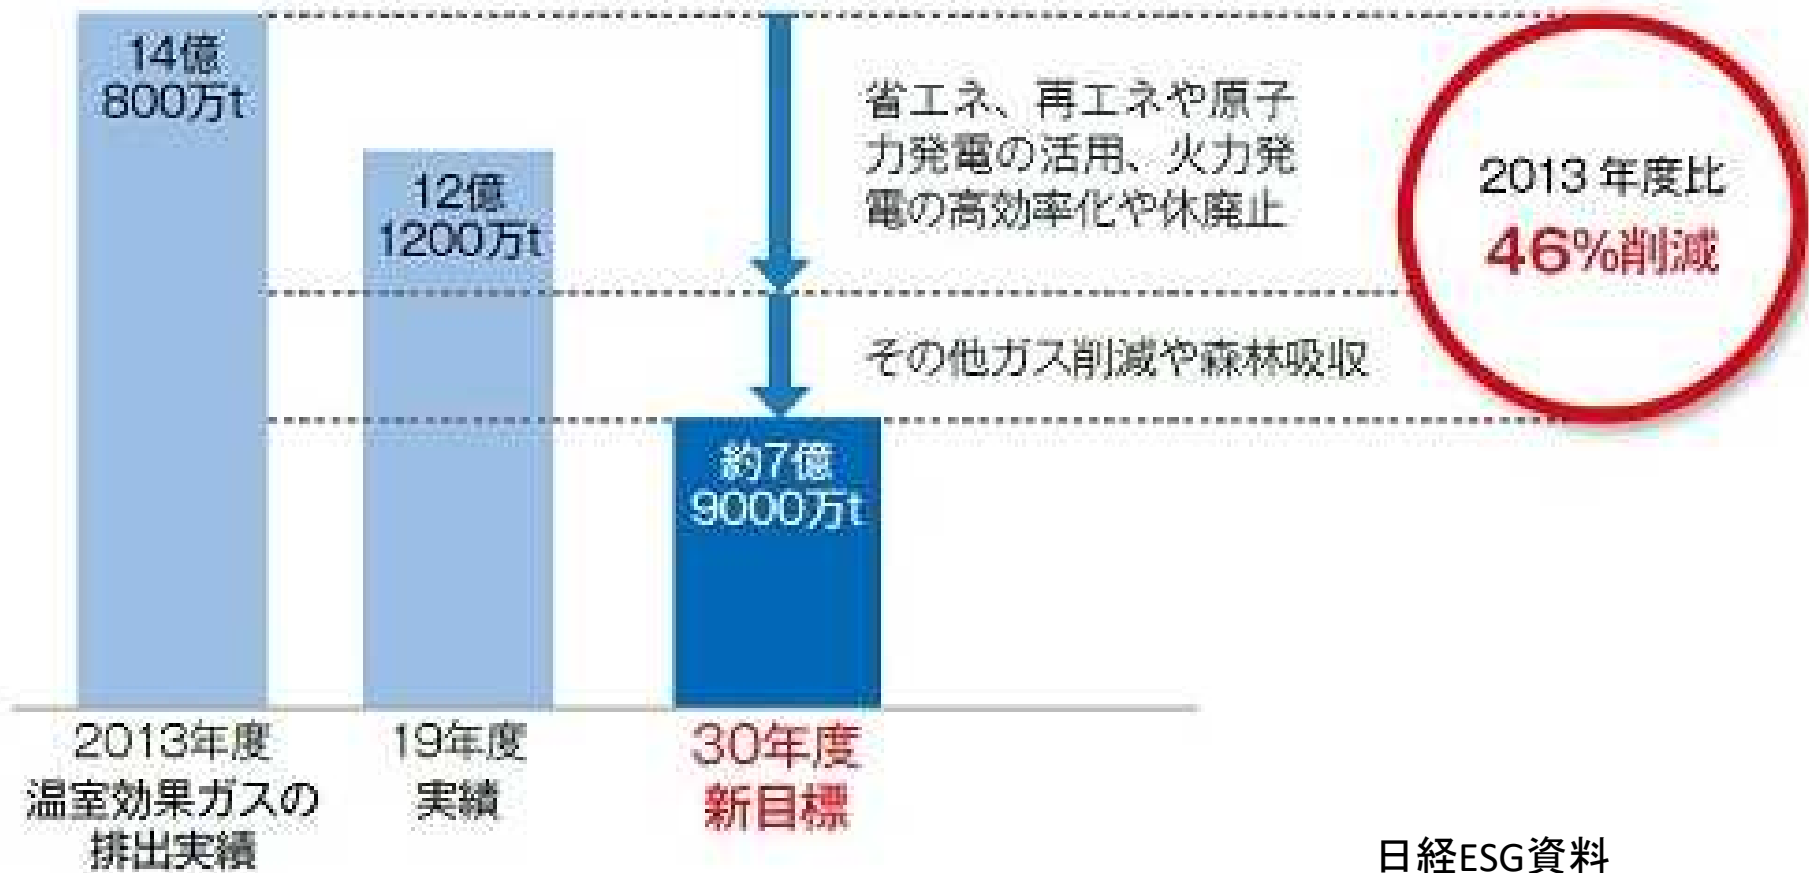 14億
800万t
12億
1200万t
約7億
9000万t
省エネ、再エネや原子
力発電の活用、火力発
電の高効率化や休廃止
その他ガス削減や森林吸収
2013年度比
46%削減
2013年度
温室効果ガスの
排出実績
19年度
実績
30年度
新目標
日経ESG資料